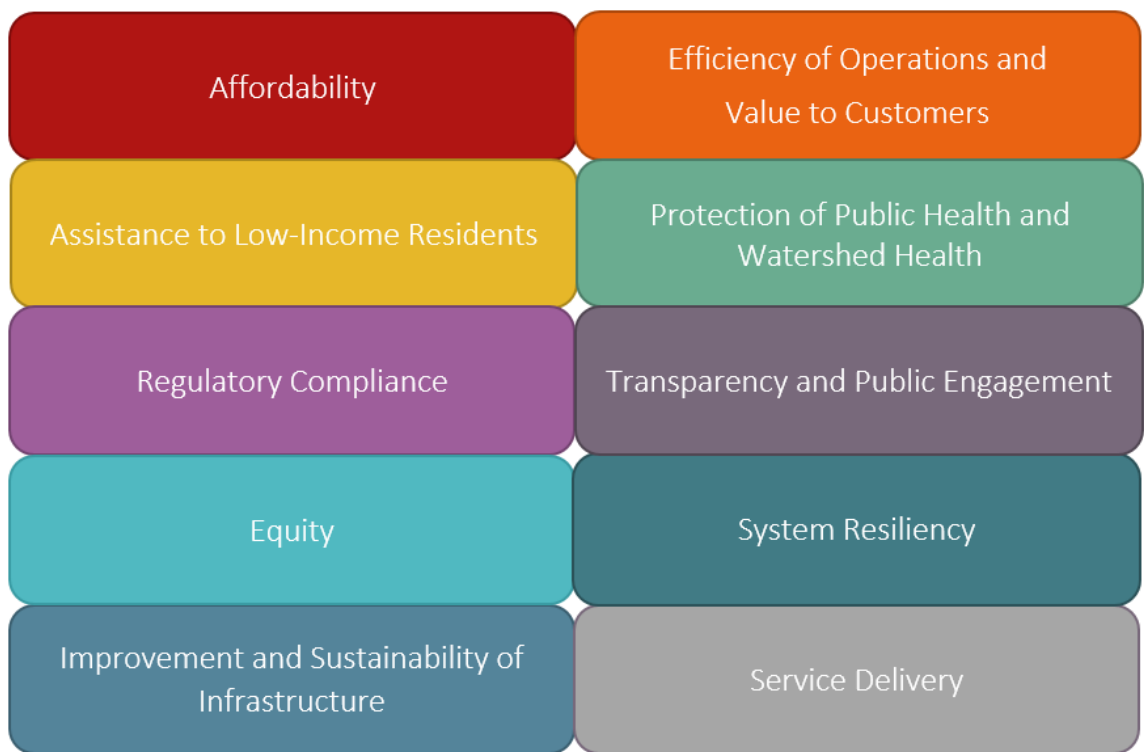 Affordability
Efficiency of Operations and
Value to Customers
Assistance to Low-Income Residents
Protection of Public Health and
Watershed Health
Regulatory Compliance
Transparency and Public Engagement
Equity
System Resiliency
Improvement and Sustainability of
Infrastructure
Service Delivery